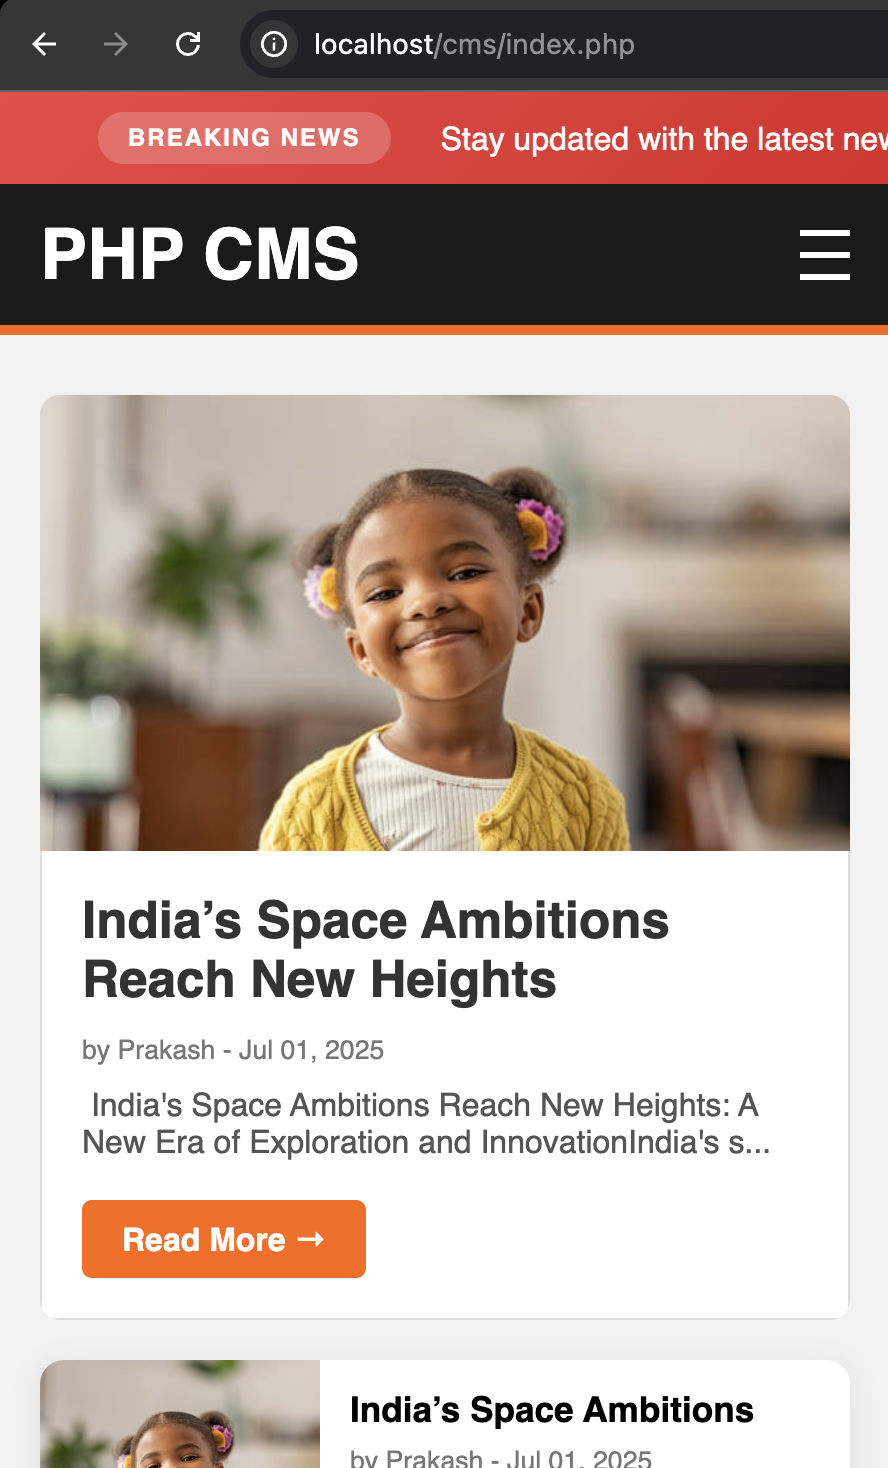 localhost/cms/index.php
BREAKING NEWS Stay updated with the latest
PHP CMS
India’s Space Ambitions
Reach New Heights
by Prakash - Jul 01, 2025
India's Space Ambitions Reach New Heights: A
New Era of Exploration and InnovationIndia's s...
Read More →
India’s Space Ambitions
by Prakash - Jul 01, 2025